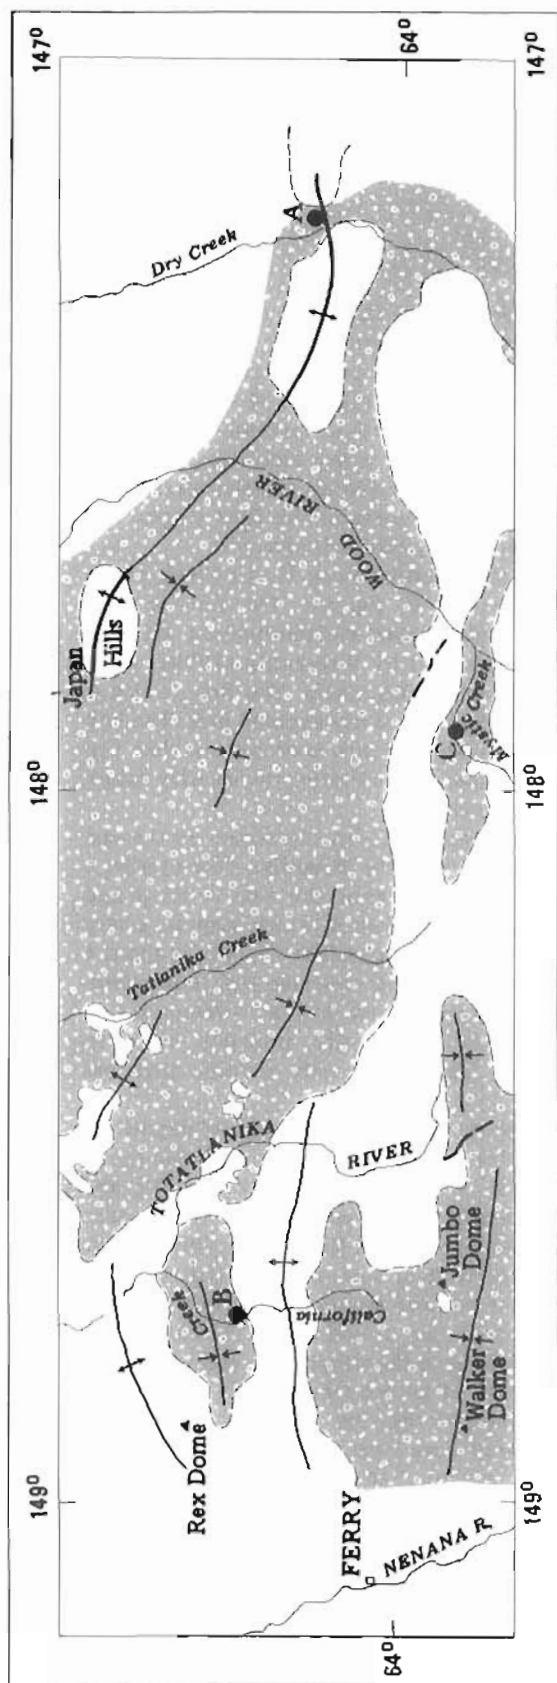 149°
148°
147°
Rex Dome
Japan
Hills
Dry Creek
Tatlanika Creek
TOTATLANIKA
RIVER
WOOD
RIVER
A
B
Creek
California
FERRY
NENANA R.
Walker
Dome
Jumbo
Dome
C
Mystic Creek
64°
64°
149°
148°
147°